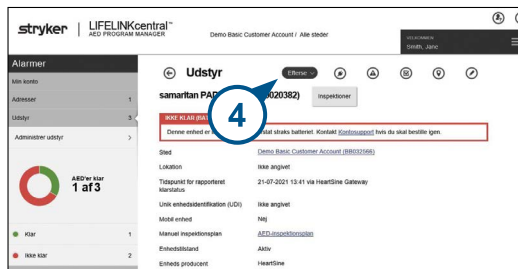 stryker
LIFELINKcentral™
AED PROGRAM MANAGER
Demo Basic Customer Account / Alle steder
VELKOMMEN
Smith, Jane
Alarmer
Min konto
Adresser 1
Udstyr 5
Administrer udstyr
AED'er klar
1 af 3
Klar 1
Ikke klar 2
Udstyr
Efterse
samaritan PAD 020382)
Inspektioner
4
IKKE KLAR (BAT
Denne enhed er rstat straks batteriet. Kontakt Kontosupport hvis du skal bestille igen.
Sted Demo Basic Customer Account (BB032566)
Lokation Ikke angivet
Tidspunkt for rapporteret klarstatus 21-07-2021 13:41 via HeartSine Gateway
Unik enhedsidentifikation (UDI) Ikke angivet
Mobil enhed Nej
Manuel inspektionsplan AED-inspektionsplan
Enhedstilstand Aktiv
Enheds producent HeartSine